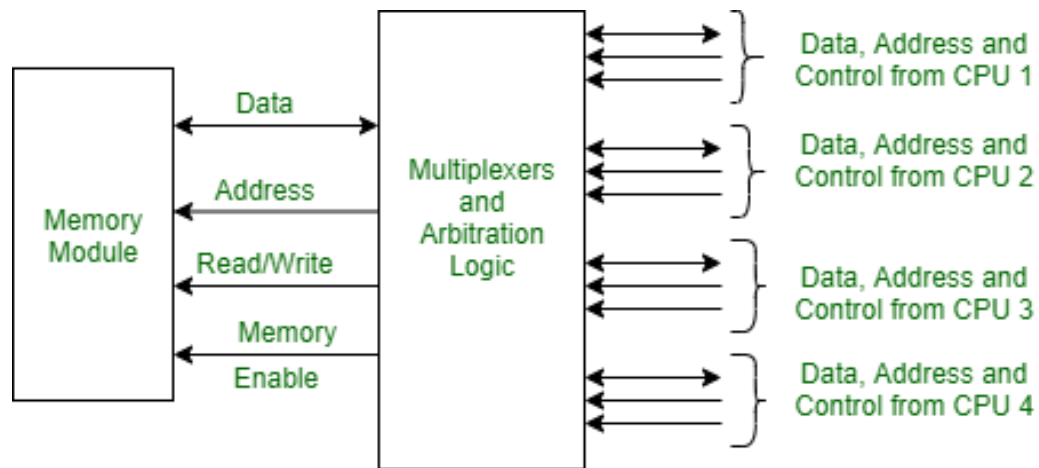 Memory
Module
Data
Address
Read/Write
Memory
Enable
Multiplexers
and
Arbitration
Logic
Data, Address and
Control from CPU 1
Data, Address and
Control from CPU 2
Data, Address and
Control from CPU 3
Data, Address and
Control from CPU 4